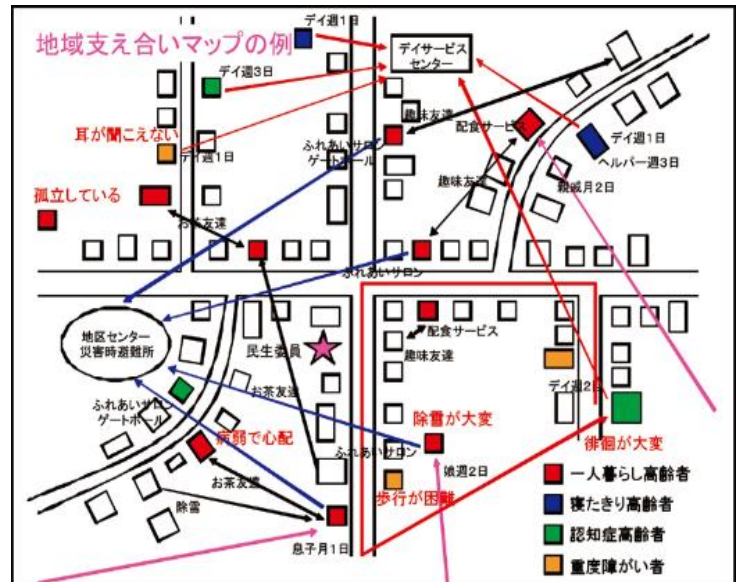 地域支え合いマップの例
デイ週1日
デイサービス
センター
デイ週3日
耳が聞こえない
デイ週1日
趣味友達
配食サービス
ふれあいサロン
ゲートボール
デイ週1日
ヘルパー週3日
孤立している
お茶友達
趣味友達
親戚月2日
ふれあいサロン
地区センター
災害時避難所
民生委員
配食サービス
趣味友達
デイ週2日
お茶友達
ふれあいサロン
ゲートボール
病弱で心配
除雪が大変
ふれあいサロン
徘徊が大変
娘週2日
お茶友達
歩行が困難
除雪
息子月1日
一人暮らし高齢者
寝たきり高齢者
認知症高齢者
重度障がい者